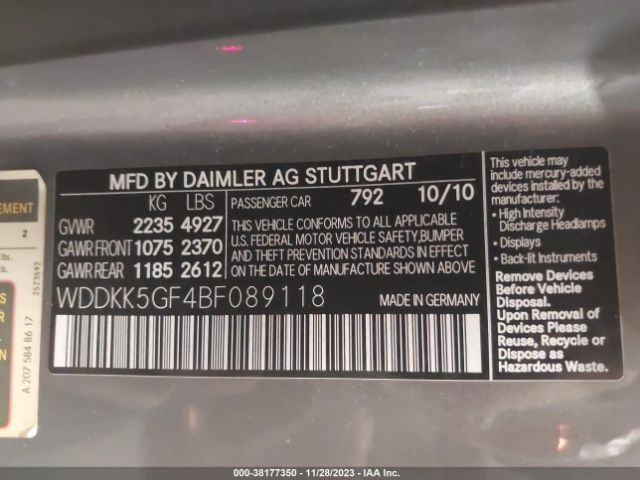 MFD BY DAIMLER AG STUTTGART
KG LBS
GVWR 2235 4927
GAWR FRONT 1075 2370
GAWR REAR 1185 2612
PASSENGER CAR 792 10/10
THIS VEHICLE CONFORMS TO ALL APPLICABLE
U.S. FEDERAL MOTOR VEHICLE SAFETY, BUMPER
AND THEFT PREVENTION STANDARDS IN EFFECT
ON THE DATE OF MANUFACTURE SHOWN ABOVE
WDDKK5GF4BF089118
MADE IN GERMANY
This vehicle may
include mercury-added
devices installed by the
manufacturer:
• High Intensity
Discharge Headlamps
• Displays
• Back-lit Instruments
Remove Devices
Before Vehicle
Disposal.
Upon Removal of
Devices Please
Reuse, Recycle or
Dispose as
Hazardous Waste.
EMENT
2
lbs.
lb.
2523592
A 207 584 86 17
S
R
ON
000-38177350 - 11/28/2023 - IAA Inc.